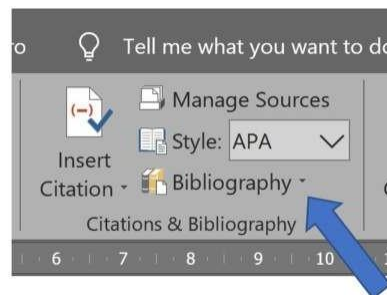 ro Tell me what you want to do
Manage Sources
Style: APA
Insert
Citation
Bibliography
Citations & Bibliography
6 7 8 9 10